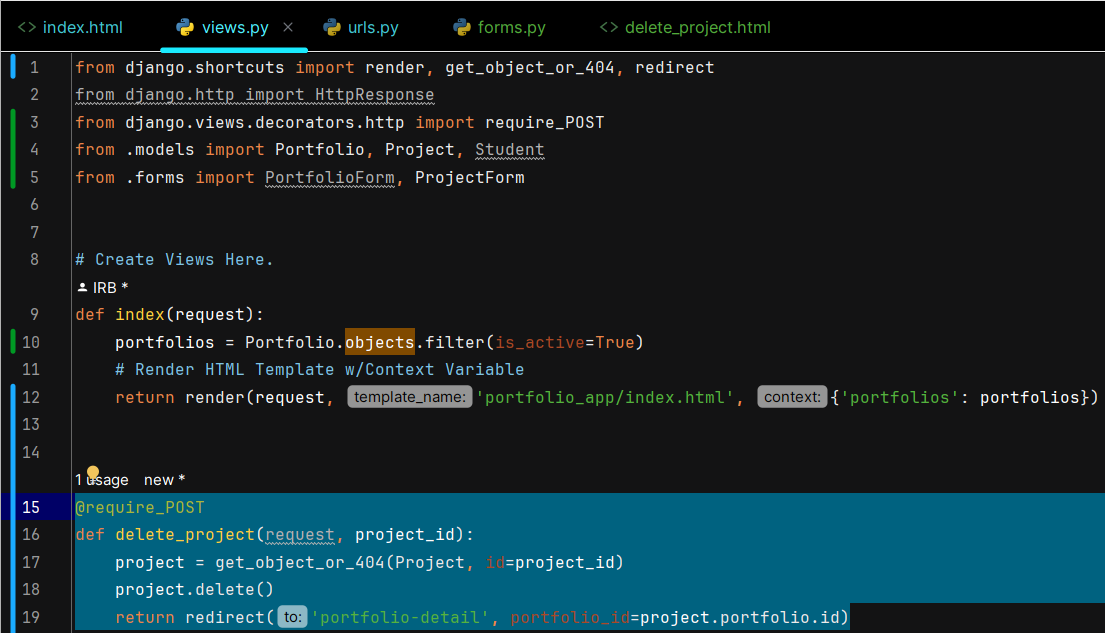 <> index.html views.py × urls.py forms.py <> delete_project.html
1 from django.shortcuts import render, get_object_or_404, redirect
2 from django.http import HttpResponse
3 from django.views.decorators.http import require_POST
4 from .models import Portfolio, Project, Student
5 from .forms import PortfolioForm, ProjectForm
6
7
8 # Create Views Here.
IRB *
9 def index(request):
10 portfolios = Portfolio.objects.filter(is_active=True)
11 # Render HTML Template w/Context Variable
12 return render(request, template_name: 'portfolio_app/index.html', context: {'portfolios': portfolios})
13
14
1 usage new *
15 @require_POST
16 def delete_project(request, project_id):
17 project = get_object_or_404(Project, id=project_id)
18 project.delete()
19 return redirect( to: 'portfolio-detail', portfolio_id=project.portfolio.id)